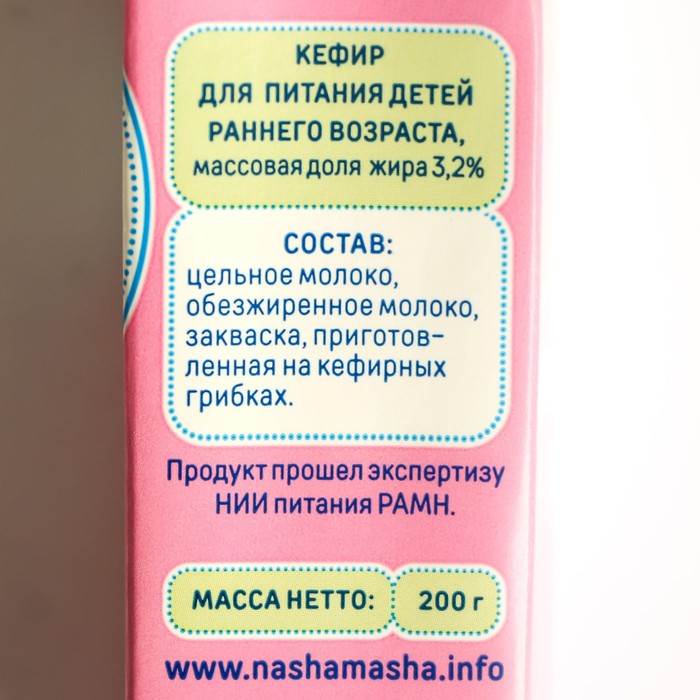 КЕФИР
ДЛЯ ПИТАНИЯ ДЕТЕЙ
РАННЕГО ВОЗРАСТА,
массовая доля жира 3,2%
СОСТАВ:
цельное молоко,
обезжиренное молоко,
закваска, приготов-
ленная на кефирных
грибках.
Продукт прошел экспертизу
НИИ питания РАМН.
МАССА НЕТТО: 200 г
www.nashamasha.info